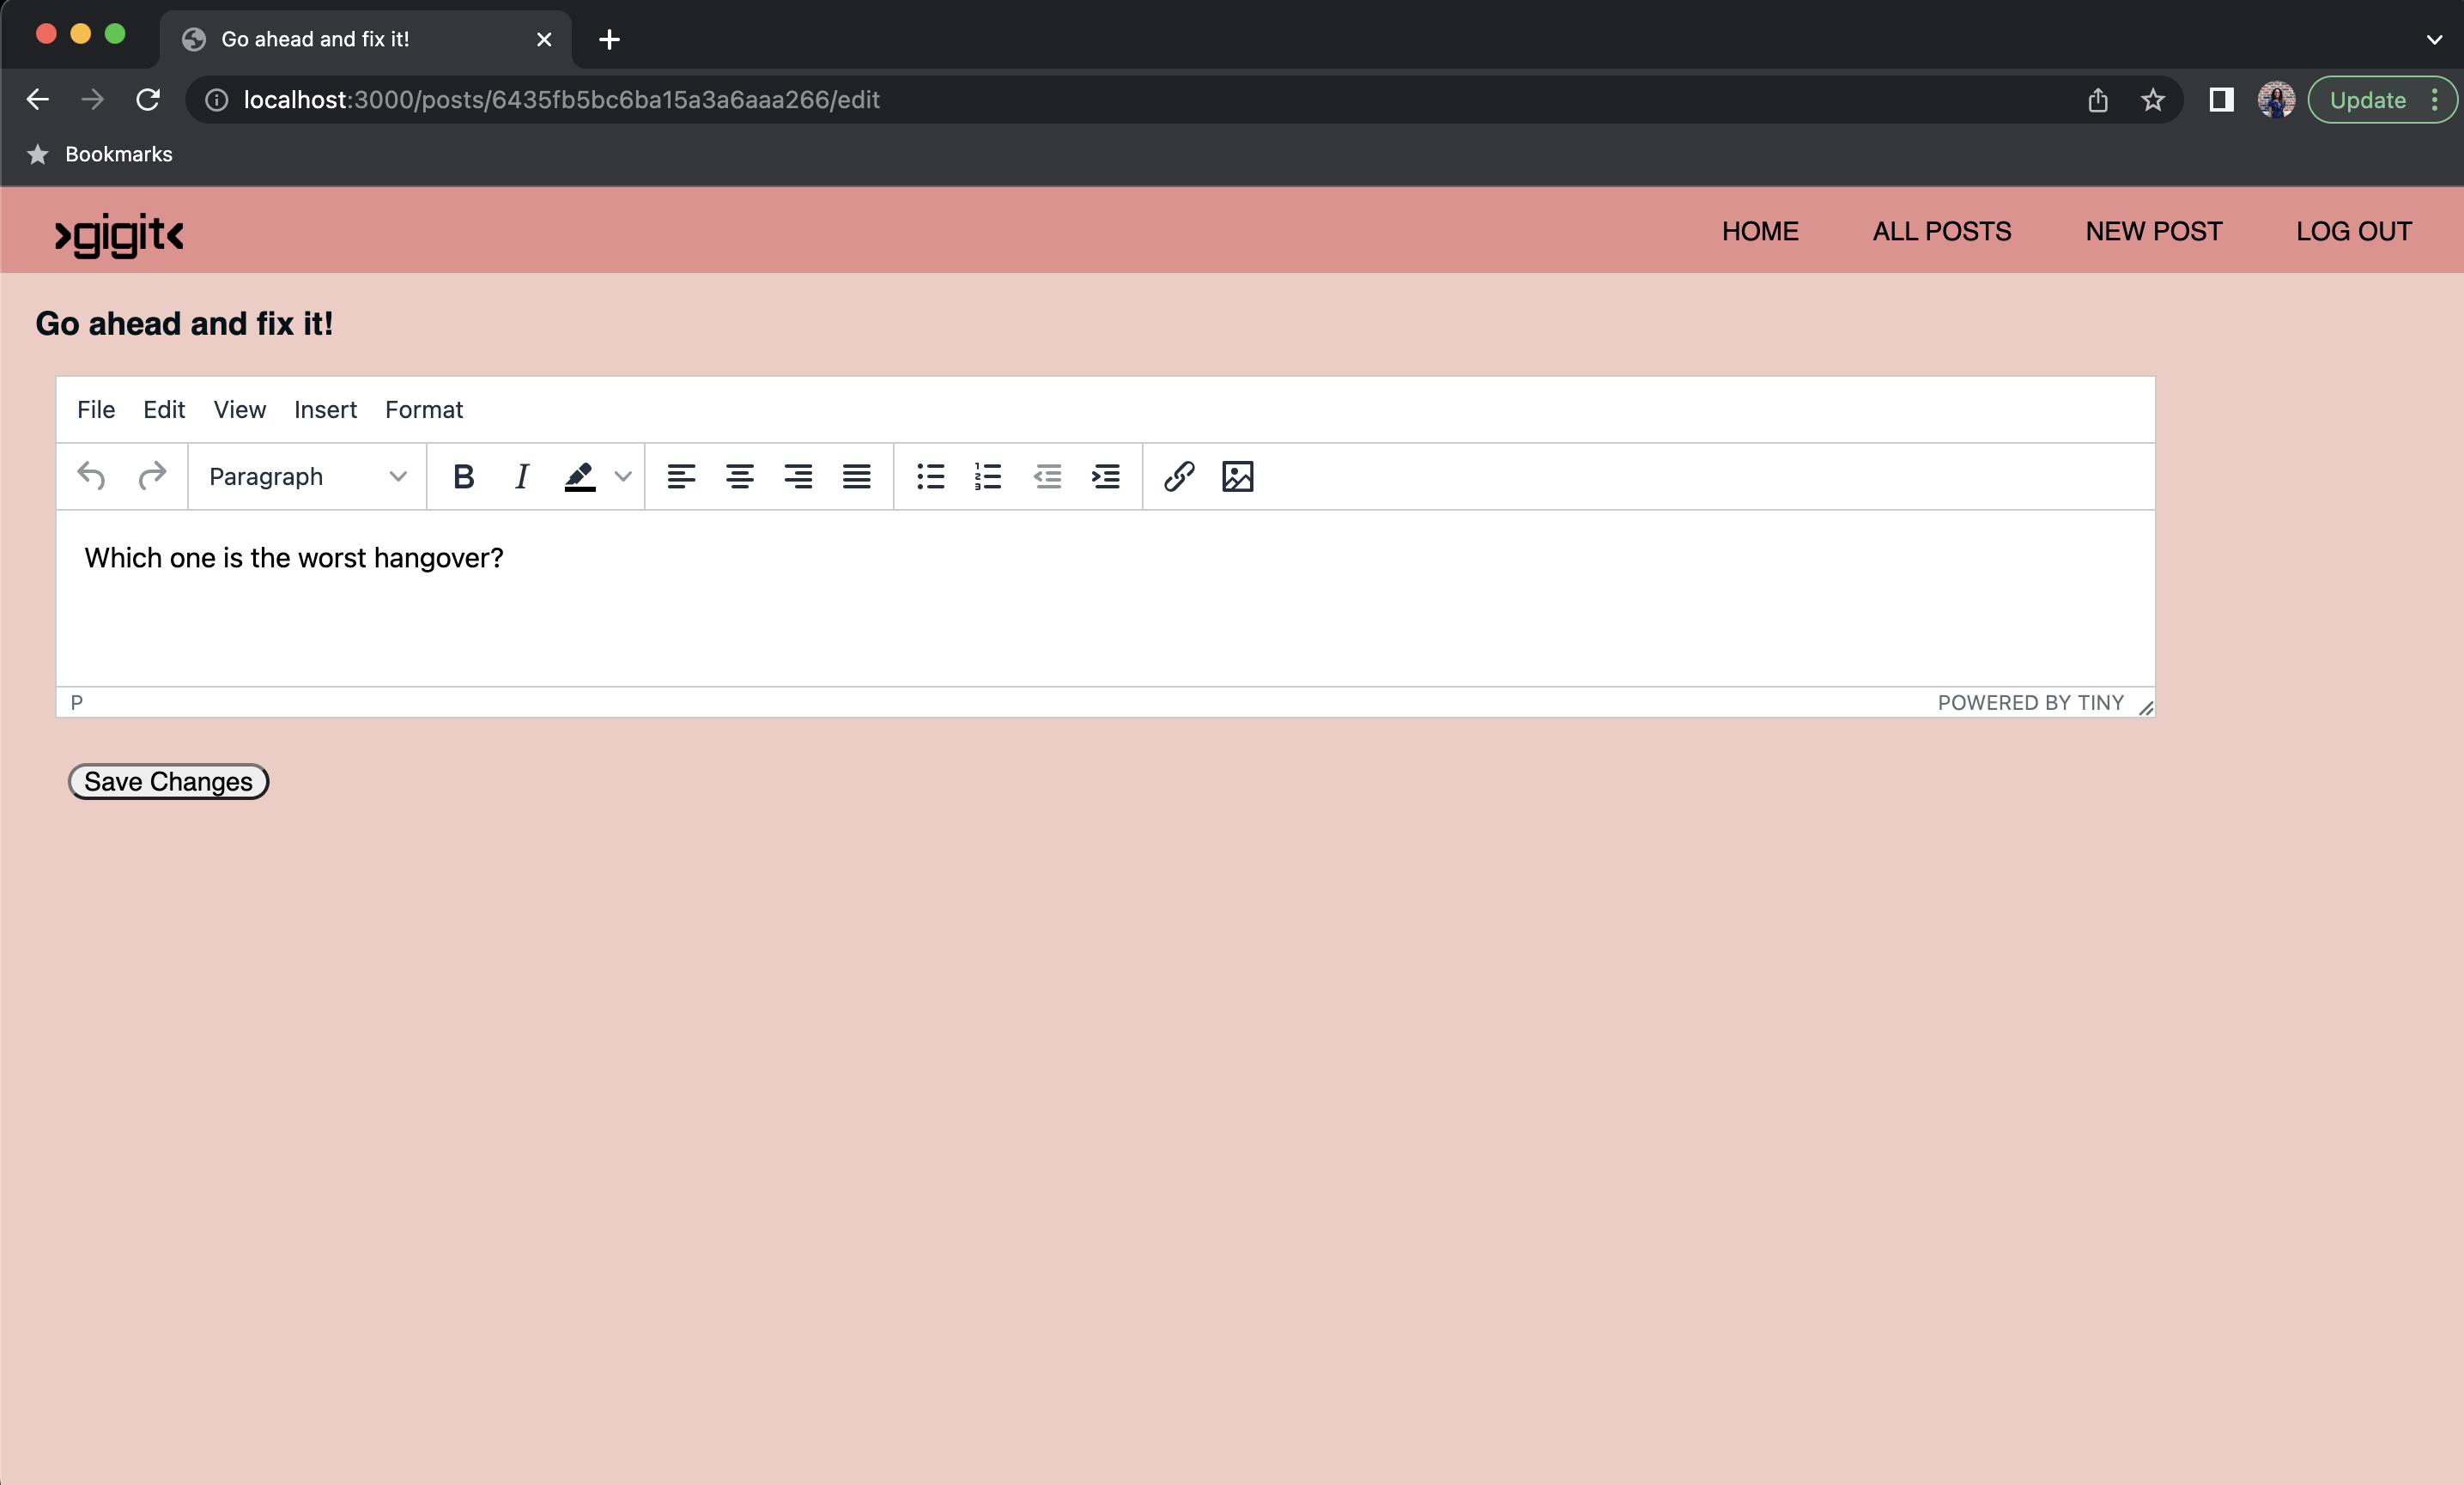 Go ahead and fix it!
localhost:3000/posts/6435fb5bc6ba15a3a6aaa266/edit
Update
Bookmarks
>gigit<
HOME ALL POSTS NEW POST LOG OUT
Go ahead and fix it!
File Edit View Insert Format
Paragraph B I
Which one is the worst hangover?
P POWERED BY TINY
Save Changes